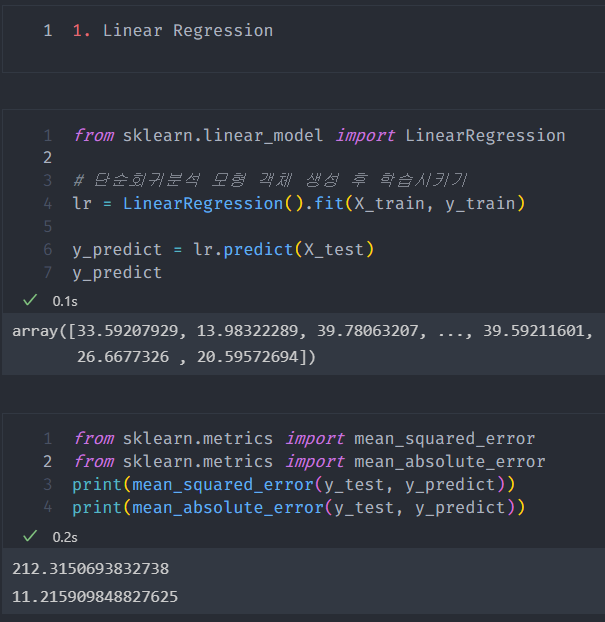 1 1. Linear Regression
1 from sklearn.linear_model import LinearRegression
2
3 # 단순회귀분석 모형 객체 생성 후 학습시키기
4 lr = LinearRegression().fit(X_train, y_train)
5
6 y_predict = lr.predict(X_test)
7 y_predict
✓ 0.1s
array([33.59207929, 13.98322289, 39.78063207, ..., 39.59211601,
26.6677326 , 20.59572694])
1 from sklearn.metrics import mean_squared_error
2 from sklearn.metrics import mean_absolute_error
3 print(mean_squared_error(y_test, y_predict))
4 print(mean_absolute_error(y_test, y_predict))
✓ 0.2s
212.3150693832738
11.215909848827625